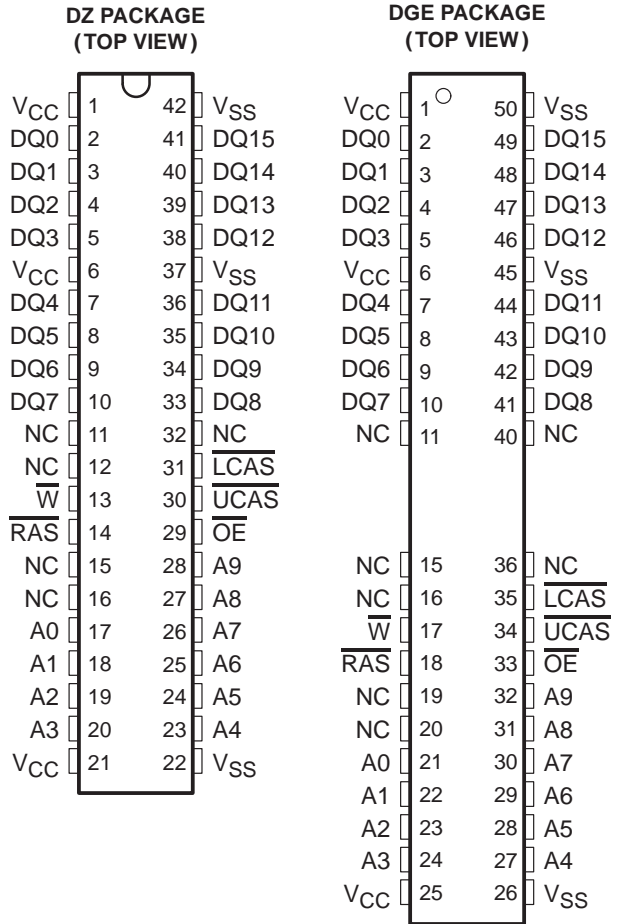 DZ PACKAGE
(TOP VIEW)
VCC 1 42 VSS
DQ0 2 41 DQ15
DQ1 3 40 DQ14
DQ2 4 39 DQ13
DQ3 5 38 DQ12
VCC 6 37 VSS
DQ4 7 36 DQ11
DQ5 8 35 DQ10
DQ6 9 34 DQ9
DQ7 10 33 DQ8
NC 11 32 NC
NC 12 31 L̅C̅A̅S̅
W̅ 13 30 U̅C̅A̅S̅
R̅A̅S̅ 14 29 O̅E̅
NC 15 28 A9
NC 16 27 A8
A0 17 26 A7
A1 18 25 A6
A2 19 24 A5
A3 20 23 A4
VCC 21 22 VSS
DGE PACKAGE
(TOP VIEW)
VCC 1 50 VSS
DQ0 2 49 DQ15
DQ1 3 48 DQ14
DQ2 4 47 DQ13
DQ3 5 46 DQ12
VCC 6 45 VSS
DQ4 7 44 DQ11
DQ5 8 43 DQ10
DQ6 9 42 DQ9
DQ7 10 41 DQ8
NC 11 40 NC
NC 15 36 NC
NC 16 35 L̅C̅A̅S̅
W̅ 17 34 U̅C̅A̅S̅
R̅A̅S̅ 18 33 O̅E̅
NC 19 32 A9
NC 20 31 A8
A0 21 30 A7
A1 22 29 A6
A2 23 28 A5
A3 24 27 A4
VCC 25 26 VSS